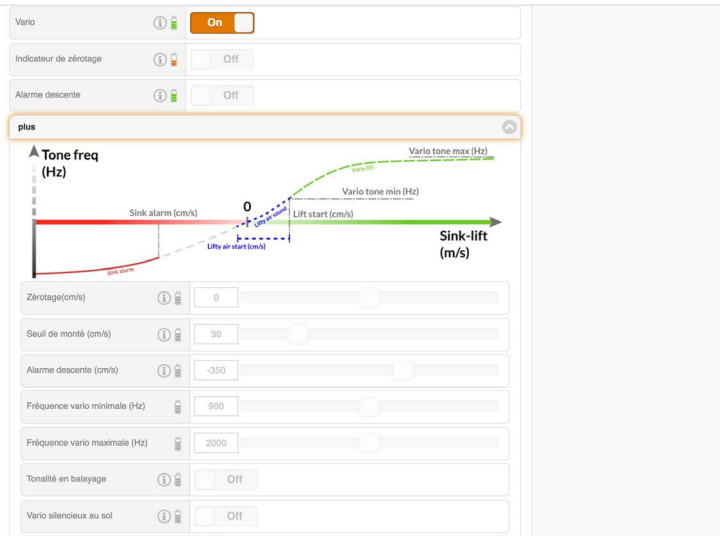 Vario
On
Indicateur de zérotage
Off
Alarme descente
Off
plus
Tone freq
(Hz)
Vario tone max (Hz)
Vario lift
Vario tone min (Hz)
0
Sink alarm (cm/s)
Lifty air sound
Lift start (cm/s)
Sink-lift
(m/s)
Lifty air start (cm/s)
Sink alarm
Zérotage(cm/s)
0
Seuil de monté (cm/s)
30
Alarme descente (cm/s)
-350
Fréquence vario minimale (Hz)
900
Fréquence vario maximale (Hz)
2000
Tonalité en balayage
Off
Vario silencieux au sol
Off